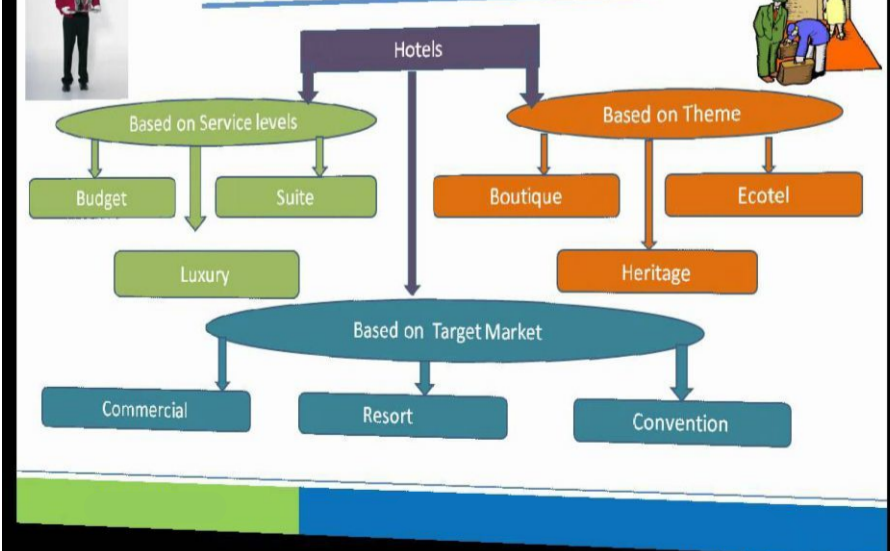 Hotels
Based on Service levels
Based on Theme
Budget
Suite
Boutique
Ecotel
Luxury
Heritage
Based on Target Market
Commercial
Resort
Convention